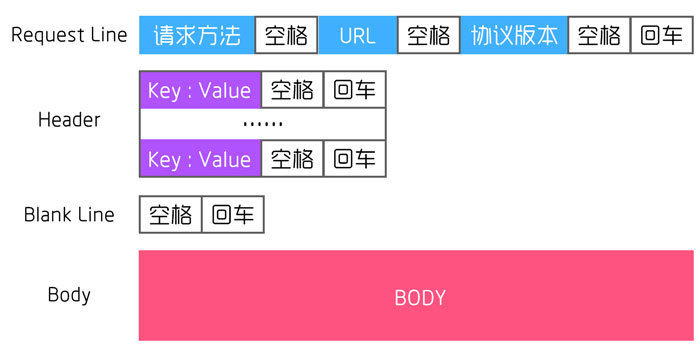 Request Line 请求方法 空格 URL 空格 协议版本 空格 回车
Key : Value 空格 回车
Header ······
Key : Value 空格 回车
Blank Line 空格 回车
Body BODY